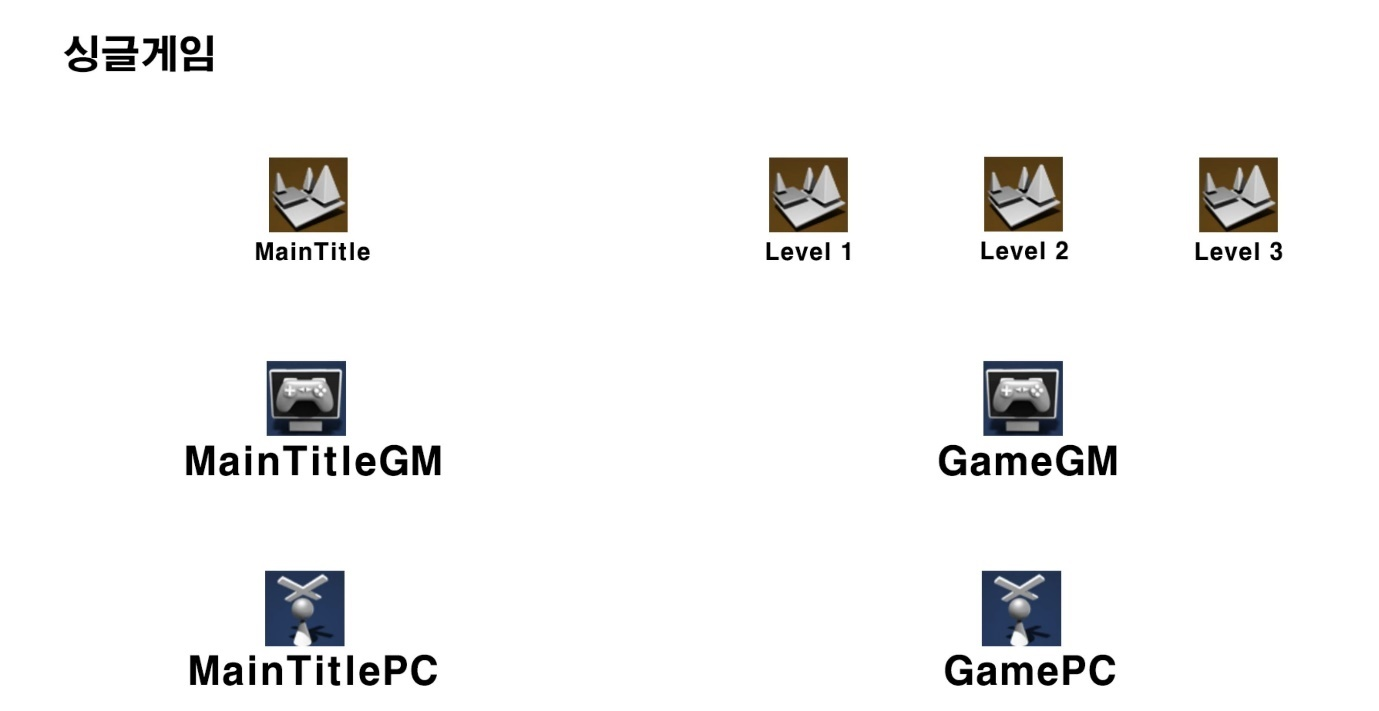 싱글게임
MainTitle
Level 1
Level 2
Level 3
MainTitleGM
GameGM
MainTitlePC
GamePC